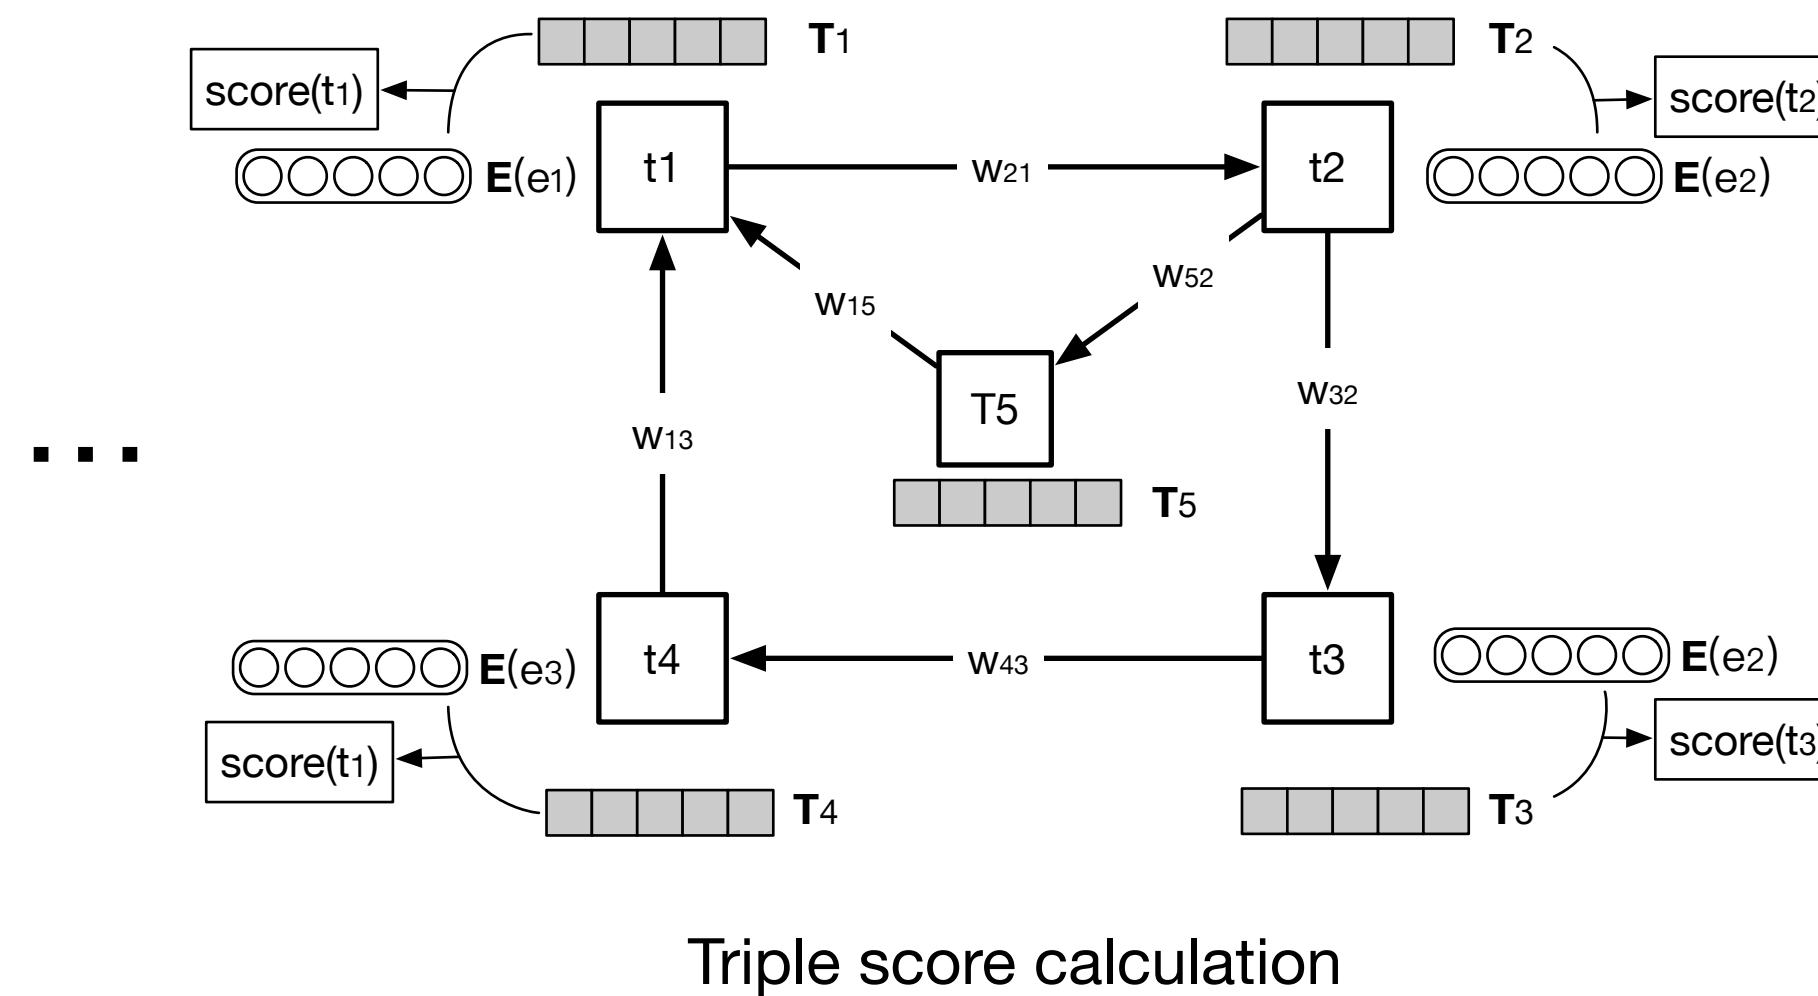 T1
T2
score(t1)
score(t2)
t1
w21
t2
E(e1)
E(e2)
w52
w15
w32
T5
w13
T5
t4
w43
t3
E(e3)
E(e2)
score(t1)
score(t3)
T4
T3
...
Triple score calculation